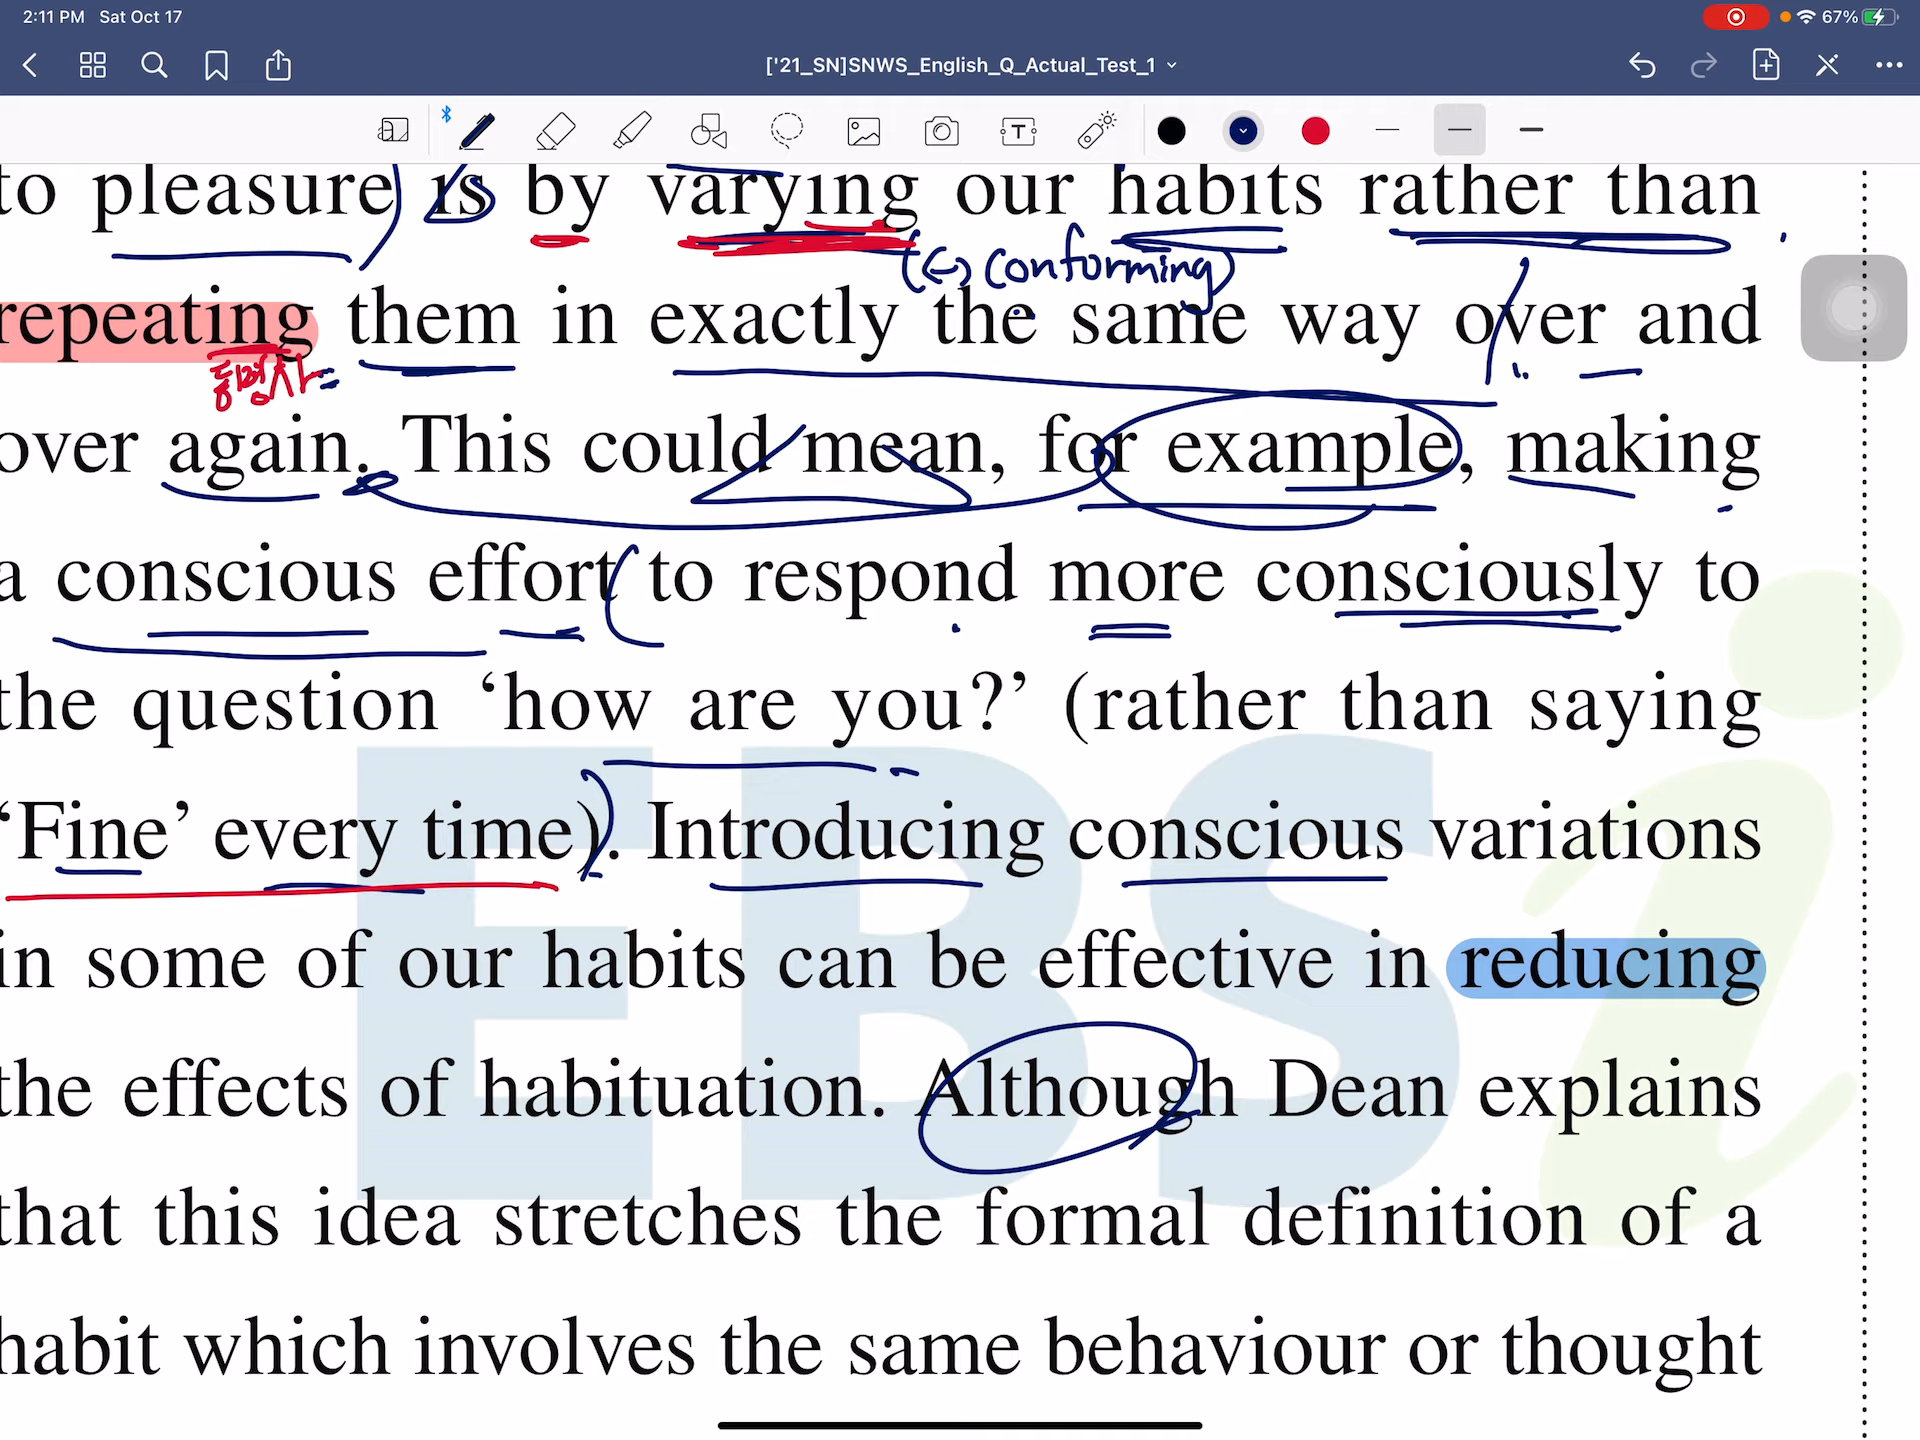 2:11 PM Sat Oct 17
67%
['21_SN]SNWS_English_Q_Actual_Test_1
to pleasure) is by varying our habits rather than
(↔ conforming)
repeating them in exactly the same way over and
동명사
over again. This could mean, for example, making
a conscious effort to respond more consciously to
the question ‘how are you?’ (rather than saying
‘Fine’ every time). Introducing conscious variations
in some of our habits can be effective in reducing
the effects of habituation. Although Dean explains
that this idea stretches the formal definition of a
habit which involves the same behaviour or thought
EBSi